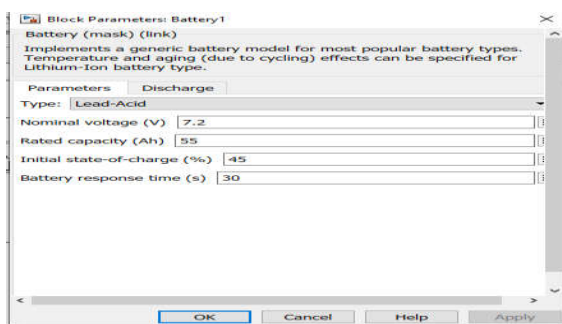 Block Parameters: Battery1
Battery (mask) (link)
Implements a generic battery model for most popular battery types.
Temperature and aging (due to cycling) effects can be specified for
Lithium-Ion battery type.
Parameters Discharge
Type: Lead-Acid
Nominal voltage (V) 7.2
Rated capacity (Ah) 55
Initial state-of-charge (%) 45
Battery response time (s) 30
OK Cancel Help Apply